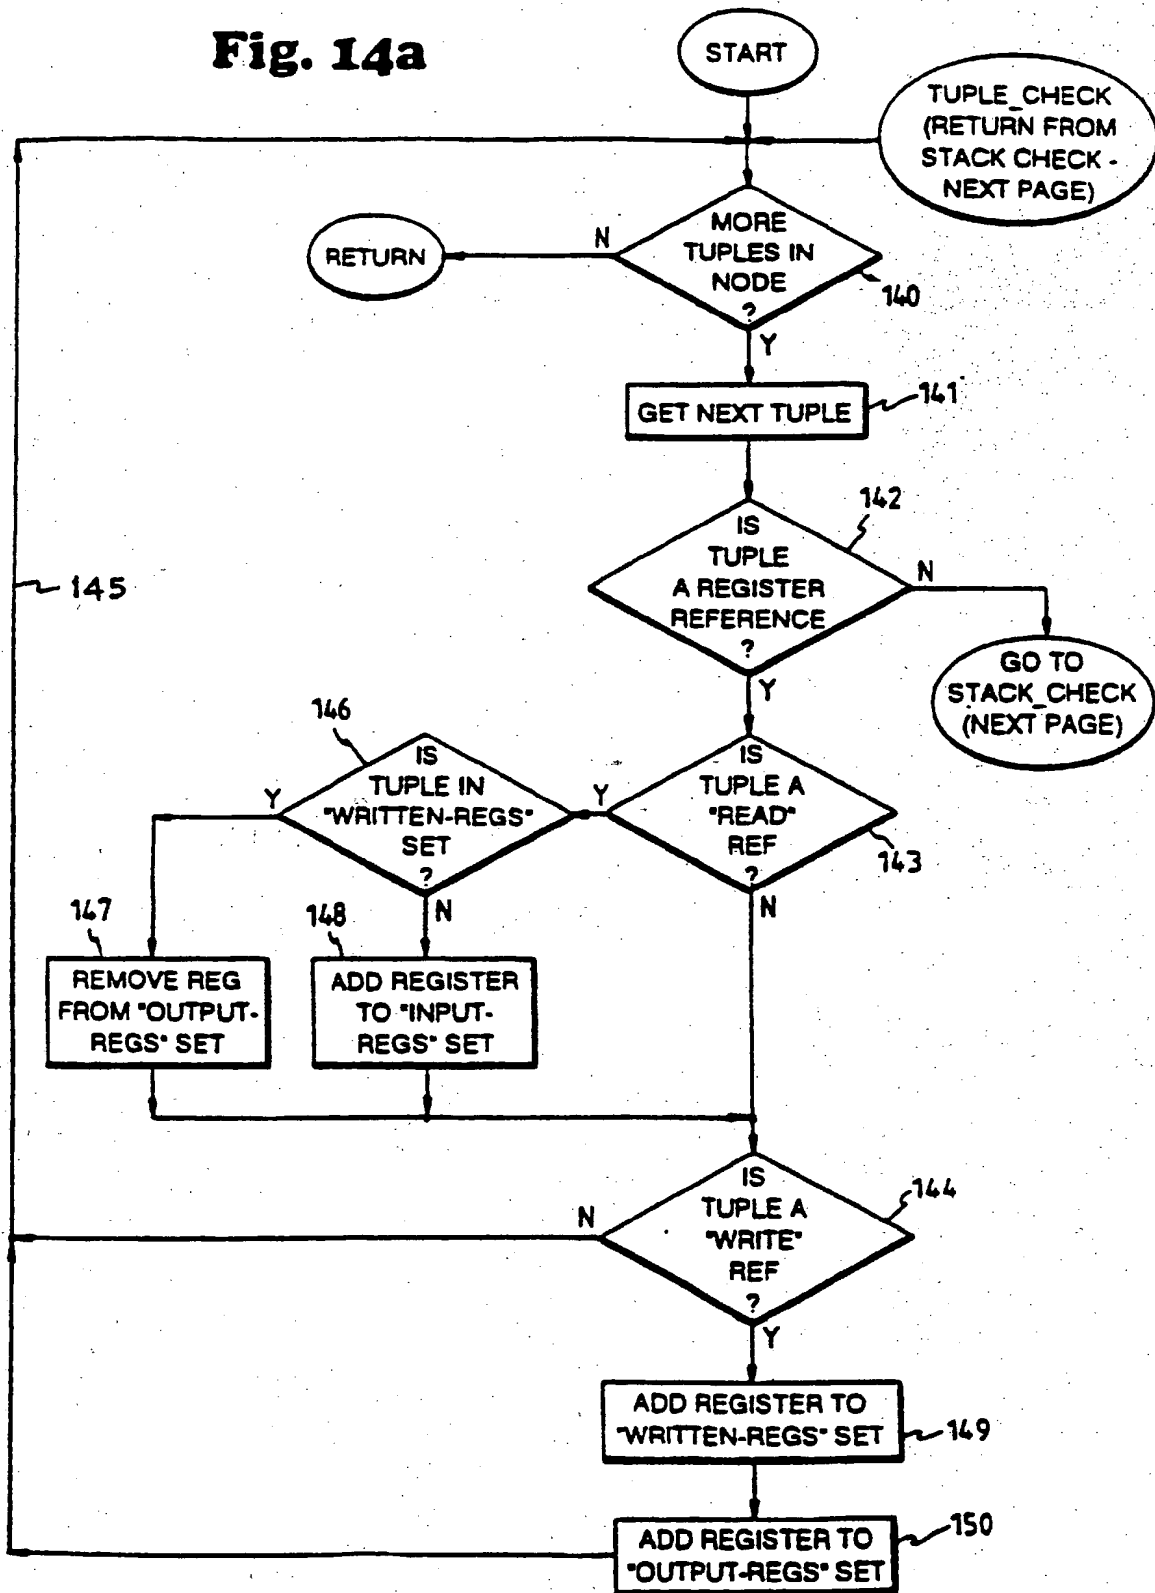 Fig. 14a
START
TUPLE_CHECK
(RETURN FROM
STACK CHECK -
NEXT PAGE)
MORE
TUPLES IN
NODE
?
N
RETURN
140
Y
GET NEXT TUPLE
141
142
IS
TUPLE
A REGISTER
REFERENCE
?
N
Y
GO TO
STACK_CHECK
(NEXT PAGE)
145
146
IS
TUPLE IN
"WRITTEN-REGS"
SET
?
Y
N
IS
TUPLE A
"READ"
REF
?
Y
143
N
147
REMOVE REG
FROM "OUTPUT-
REGS" SET
148
ADD REGISTER
TO "INPUT-
REGS" SET
IS
TUPLE A
"WRITE"
REF
?
144
N
Y
ADD REGISTER TO
"WRITTEN-REGS" SET
149
ADD REGISTER TO
"OUTPUT-REGS" SET
150